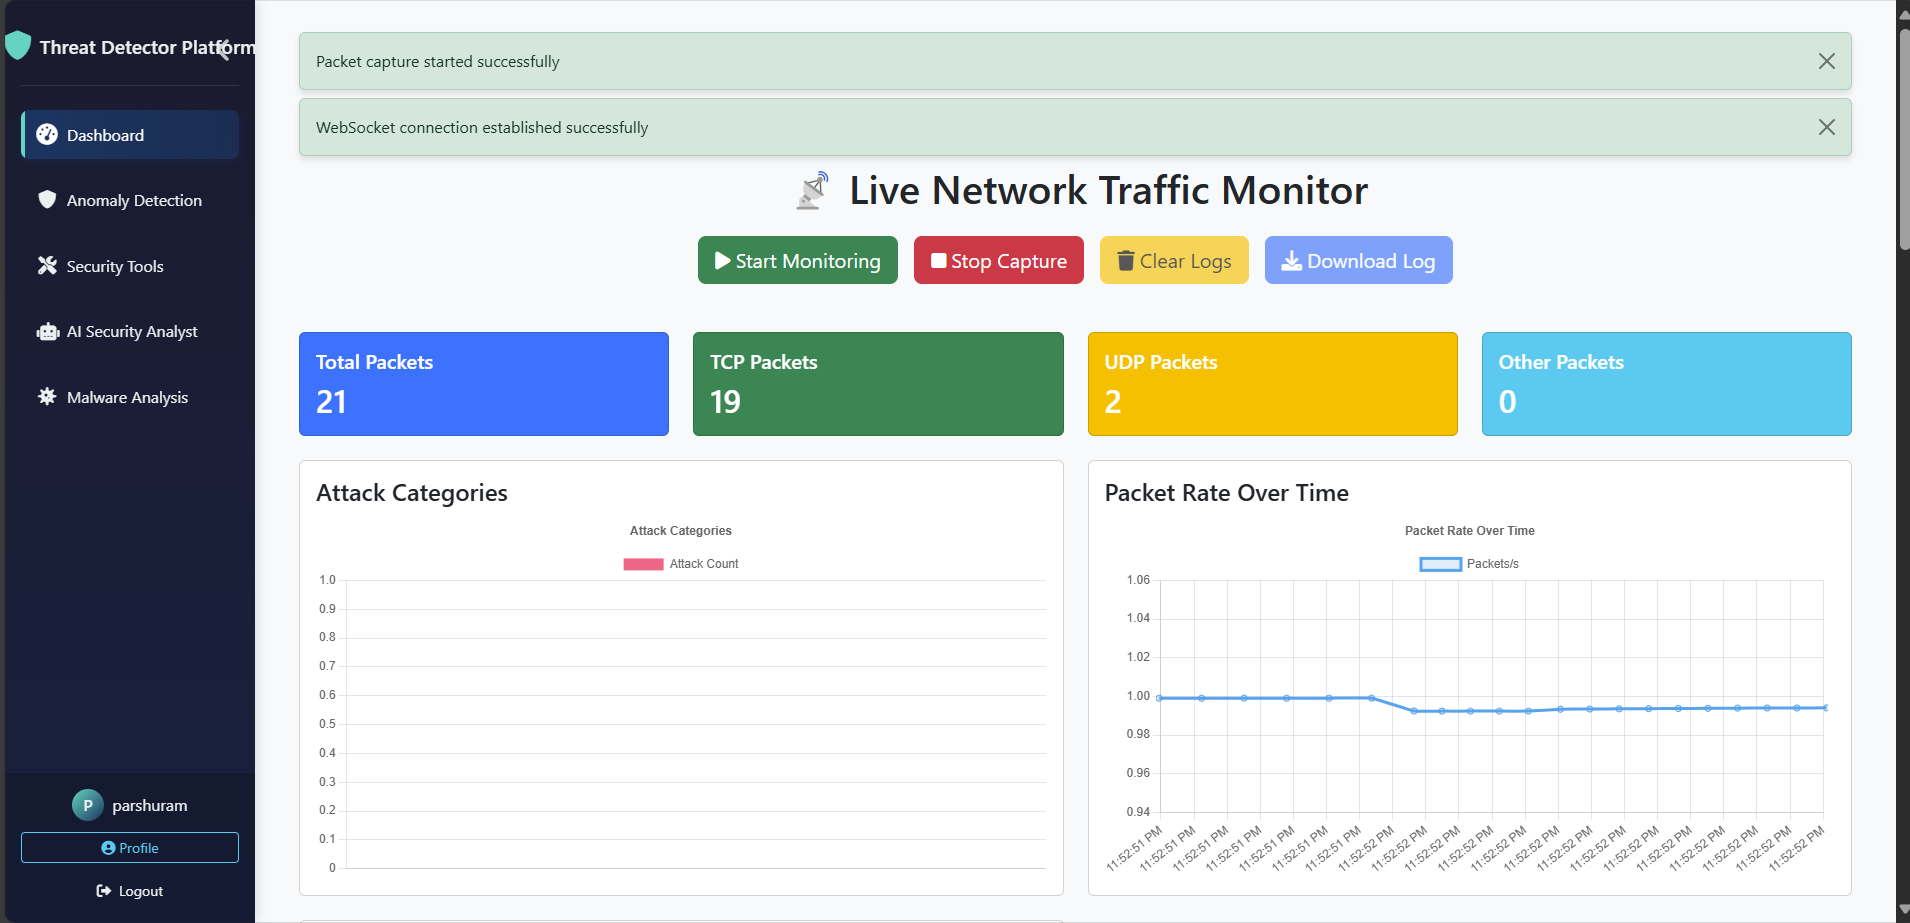 Threat Detector Platform
Dashboard
Anomaly Detection
Security Tools
AI Security Analyst
Malware Analysis
P parshuram
Profile
Logout
Packet capture started successfully
WebSocket connection established successfully
Live Network Traffic Monitor
Start Monitoring Stop Capture Clear Logs Download Log
Total Packets
21
TCP Packets
19
UDP Packets
2
Other Packets
0
Attack Categories
Attack Categories
Attack Count
1.0
0.9
0.8
0.7
0.6
0.5
0.4
0.3
0.2
0.1
0
Packet Rate Over Time
Packet Rate Over Time
Packets/s
1.06
1.04
1.02
1.00
0.98
0.96
0.94
11:52:51 PM
11:52:51 PM
11:52:51 PM
11:52:51 PM
11:52:51 PM
11:52:51 PM
11:52:51 PM
11:52:52 PM
11:52:52 PM
11:52:52 PM
11:52:52 PM
11:52:52 PM
11:52:52 PM
11:52:52 PM
11:52:52 PM
11:52:52 PM
11:52:52 PM
11:52:52 PM
11:52:52 PM
11:52:52 PM
11:52:52 PM